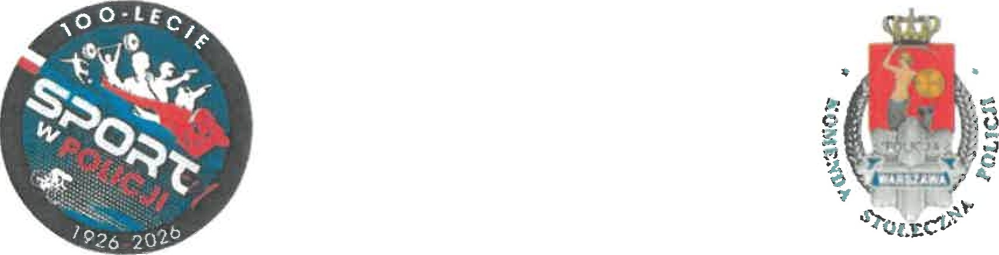 100-LECIE
SPORT
W POLICJI
1926 2026
KOMENDA STOŁECZNA POLICJI
POLICJA
WARSZAWA